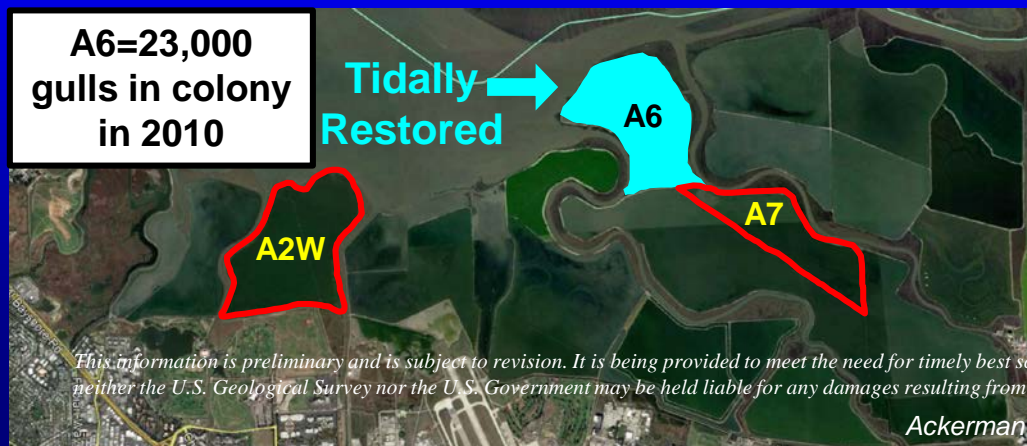 A6=23,000
gulls in colony
in 2010
Tidally
Restored
A6
A7
A2W
This information is preliminary and is subject to revision. It is being provided to meet the need for timely best
neither the U.S. Geological Survey nor the U.S. Government may be held liable for any damages resulting from
Ackerman